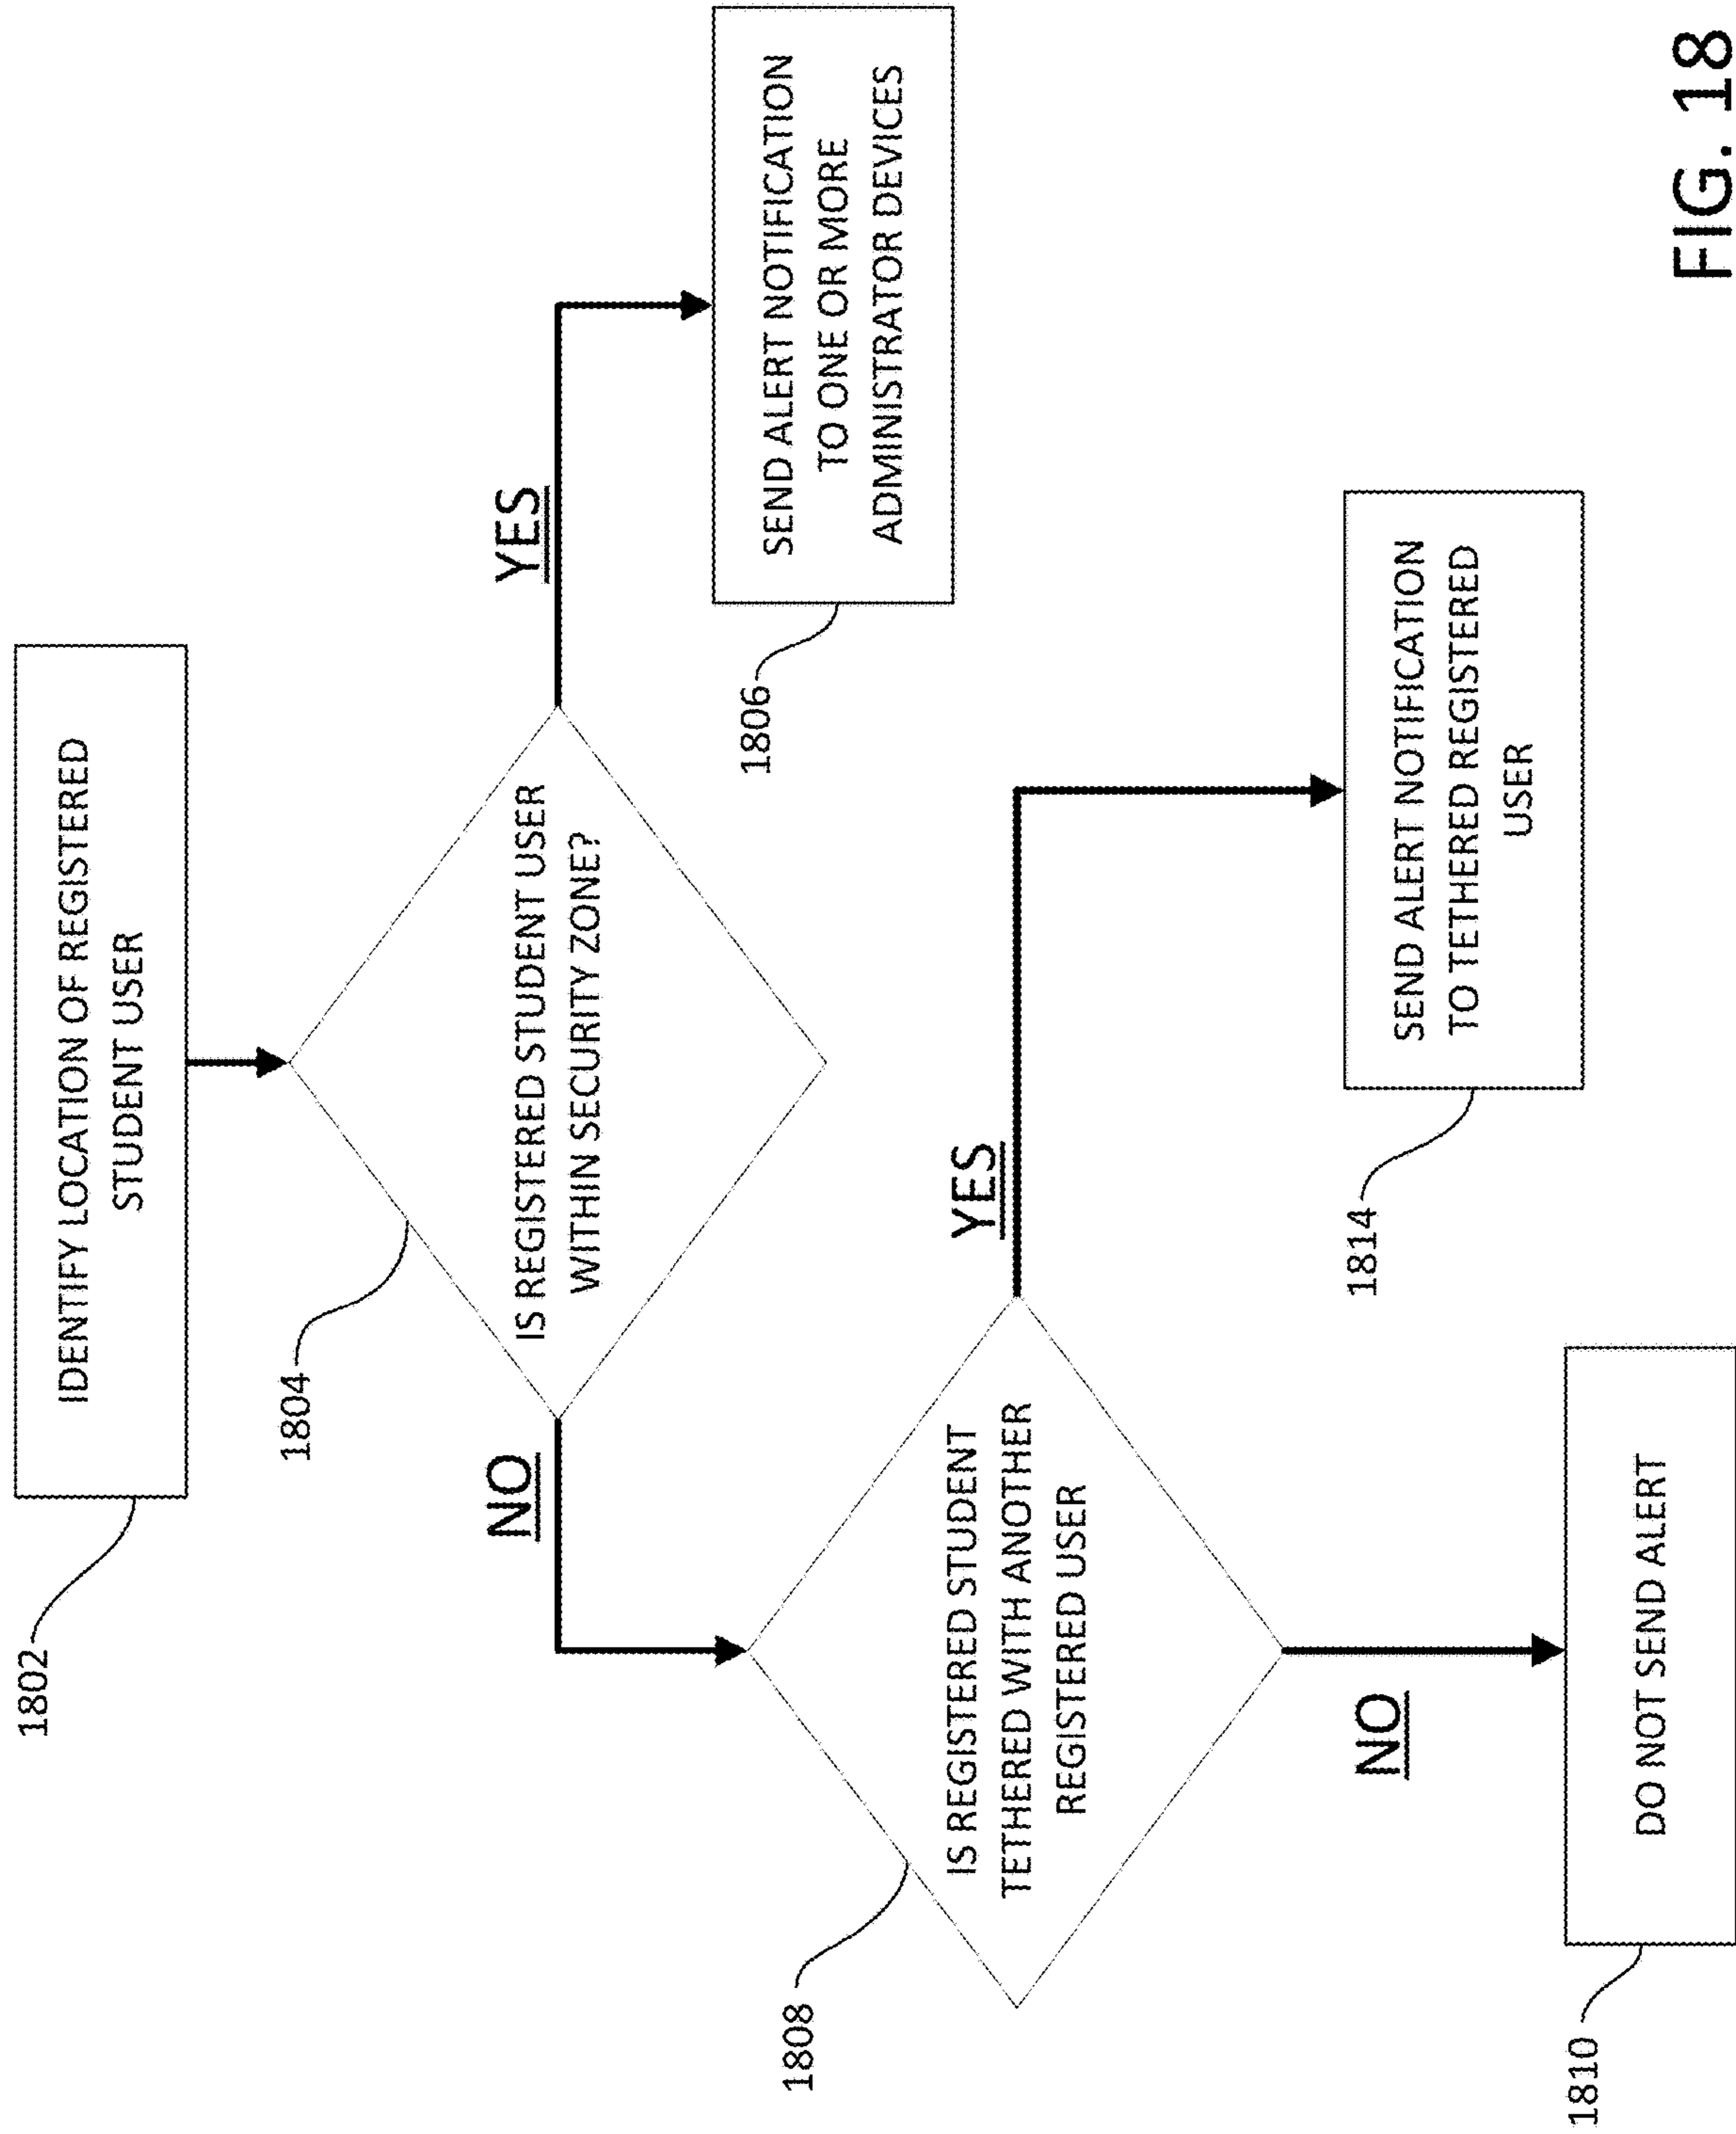 1802
IDENTIFY LOCATION OF REGISTERED
STUDENT USER
1804
IS REGISTERED STUDENT USER
WITHIN SECURITY ZONE?
NO
YES
1806
SEND ALERT NOTIFICATION
TO ONE OR MORE
ADMINISTRATOR DEVICES
1808
IS REGISTERED STUDENT
TETHERED WITH ANOTHER
REGISTERED USER
YES
NO
1814
SEND ALERT NOTIFICATION
TO TETHERED REGISTERED
USER
1810
DO NOT SEND ALERT
FIG. 18